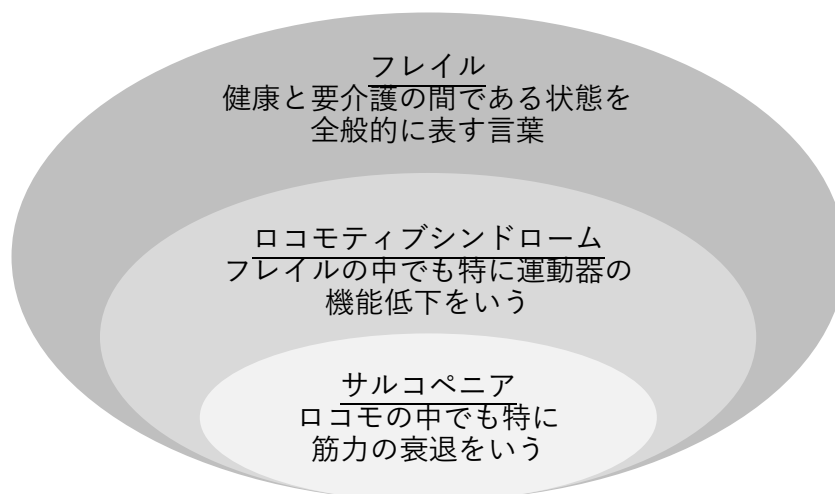 フレイル
健康と要介護の間である状態を
全般的に表す言葉
ロコモティブシンドローム
フレイルの中でも特に運動器の
機能低下をいう
サルコペニア
ロコモの中でも特に
筋力の衰退をいう